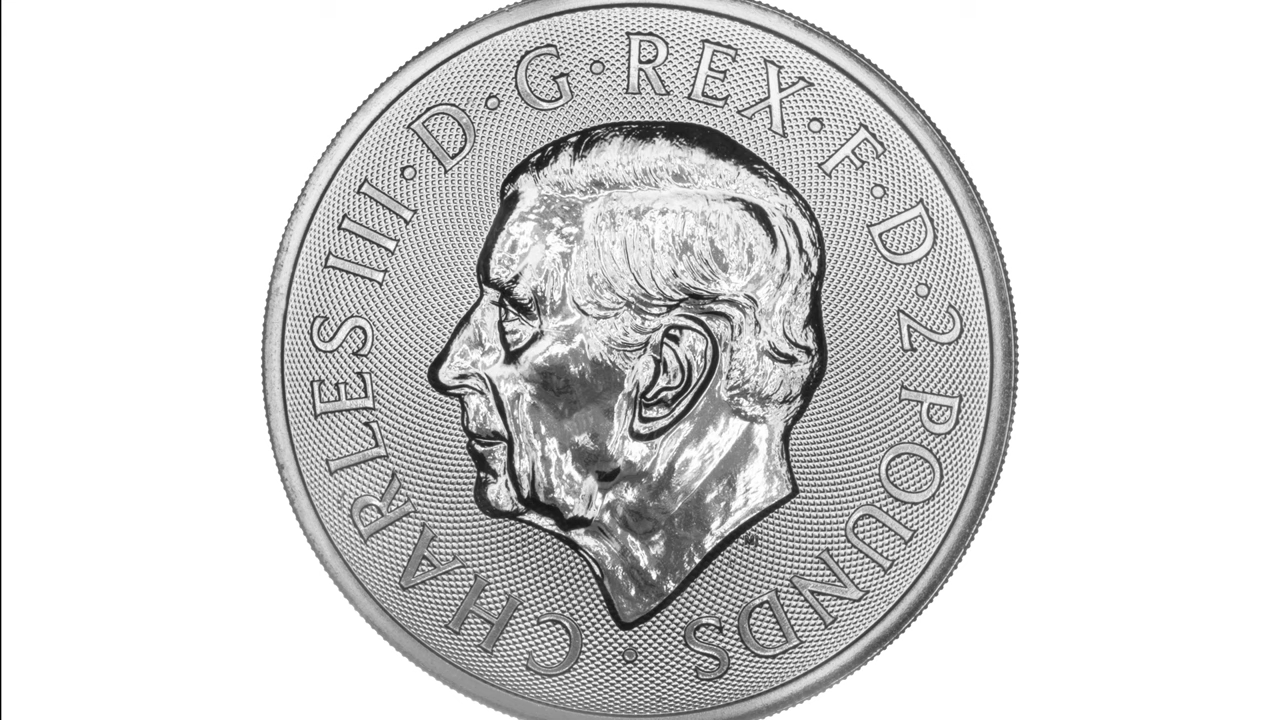 CHARLES III · D · G · REX · F · D · 2 POUNDS ·